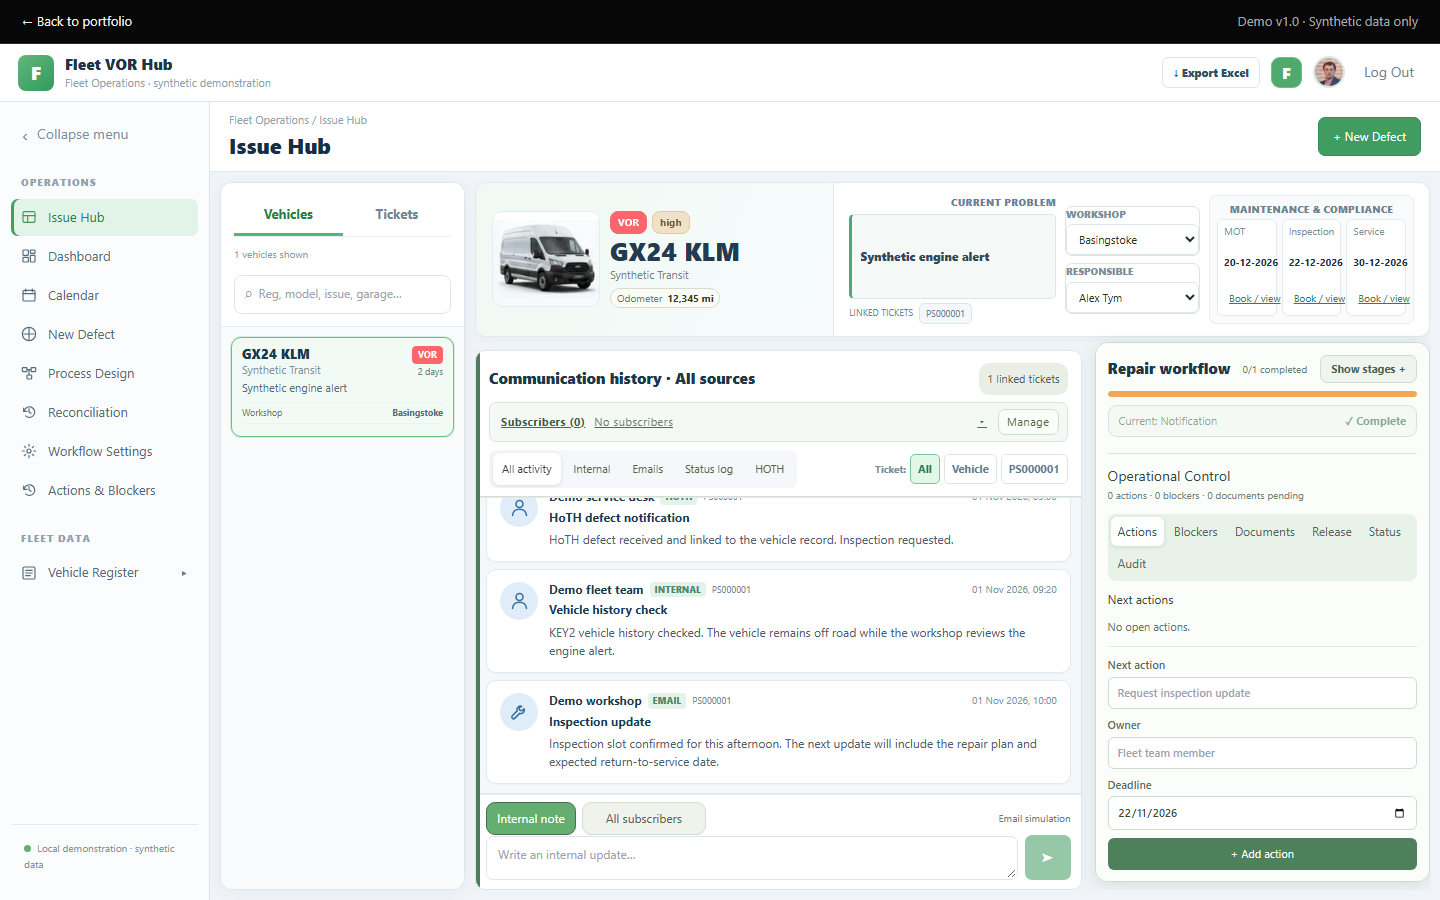 ← Back to portfolio
Demo v1.0 · Synthetic data only
F
Fleet VOR Hub
Fleet Operations · synthetic demonstration
↓ Export Excel
F
Log Out
‹ Collapse menu
OPERATIONS
Issue Hub
Dashboard
Calendar
New Defect
Process Design
Reconciliation
Workflow Settings
Actions & Blockers
FLEET DATA
Vehicle Register
Local demonstration · synthetic
data
Fleet Operations / Issue Hub
Issue Hub
+ New Defect
Vehicles
Tickets
1 vehicles shown
Reg, model, issue, garage...
GX24 KLM
VOR
Synthetic Transit
2 days
Synthetic engine alert
Workshop
Basingstoke
VOR
high
GX24 KLM
Synthetic Transit
Odometer 12,345 mi
CURRENT PROBLEM
Synthetic engine alert
LINKED TICKETS
PS000001
WORKSHOP
Basingstoke
RESPONSIBLE
Alex Tym
MAINTENANCE & COMPLIANCE
MOT
20-12-2026
Book / view
Inspection
22-12-2026
Book / view
Service
30-12-2026
Book / view
Communication history · All sources
1 linked tickets
Subscribers (0) No subscribers
Manage
All activity
Internal
Emails
Status log
HOTH
Ticket:
All
Vehicle
PS000001
Demo service desk HOTH PS000001
01 Nov 2026, 09:00
HoTH defect notification
HoTH defect received and linked to the vehicle record. Inspection requested.
Demo fleet team INTERNAL PS000001
01 Nov 2026, 09:20
Vehicle history check
KEY2 vehicle history checked. The vehicle remains off road while the workshop reviews the
engine alert.
Demo workshop EMAIL PS000001
01 Nov 2026, 10:00
Inspection update
Inspection slot confirmed for this afternoon. The next update will include the repair plan and
expected return-to-service date.
Internal note
All subscribers
Email simulation
Write an internal update...
Repair workflow
0/1 completed
Show stages +
Current: Notification
✓ Complete
Operational Control
0 actions · 0 blockers · 0 documents pending
Actions
Blockers
Documents
Release
Status
Audit
Next actions
No open actions.
Next action
Request inspection update
Owner
Fleet team member
Deadline
22/11/2026
+ Add action